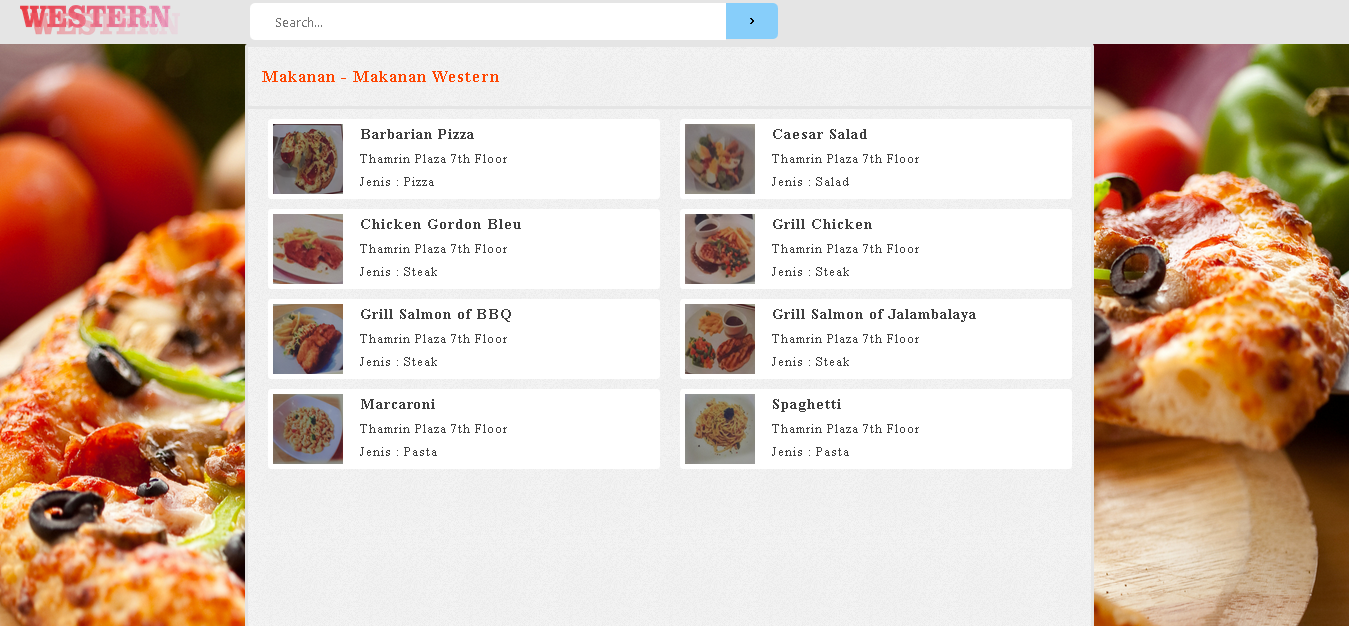 WESTERN
Search...
Makanan - Makanan Western
Barbarian Pizza
Thamrin Plaza 7th Floor
Jenis : Pizza
Caesar Salad
Thamrin Plaza 7th Floor
Jenis : Salad
Chicken Gordon Bleu
Thamrin Plaza 7th Floor
Jenis : Steak
Grill Chicken
Thamrin Plaza 7th Floor
Jenis : Steak
Grill Salmon of BBQ
Thamrin Plaza 7th Floor
Jenis : Steak
Grill Salmon of Jalambalaya
Thamrin Plaza 7th Floor
Jenis : Steak
Marcaroni
Thamrin Plaza 7th Floor
Jenis : Pasta
Spaghetti
Thamrin Plaza 7th Floor
Jenis : Pasta